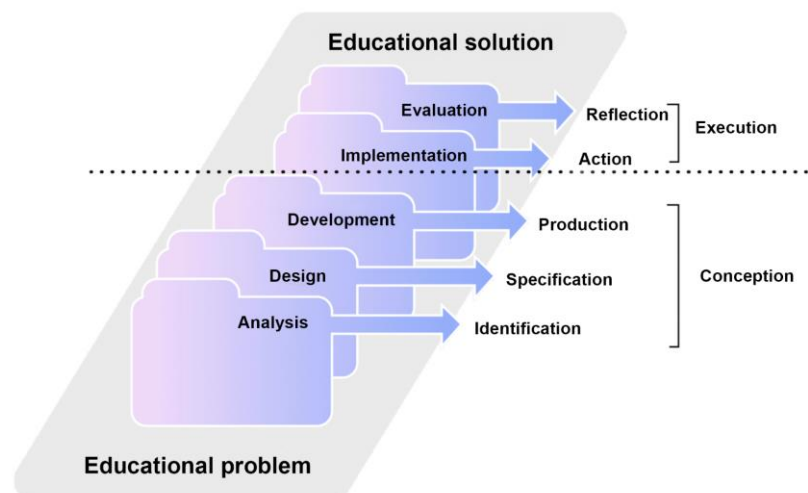 Educational solution
Evaluation
Reflection
Execution
Implementation
Action
Development
Production
Design
Specification
Conception
Analysis
Identification
Educational problem